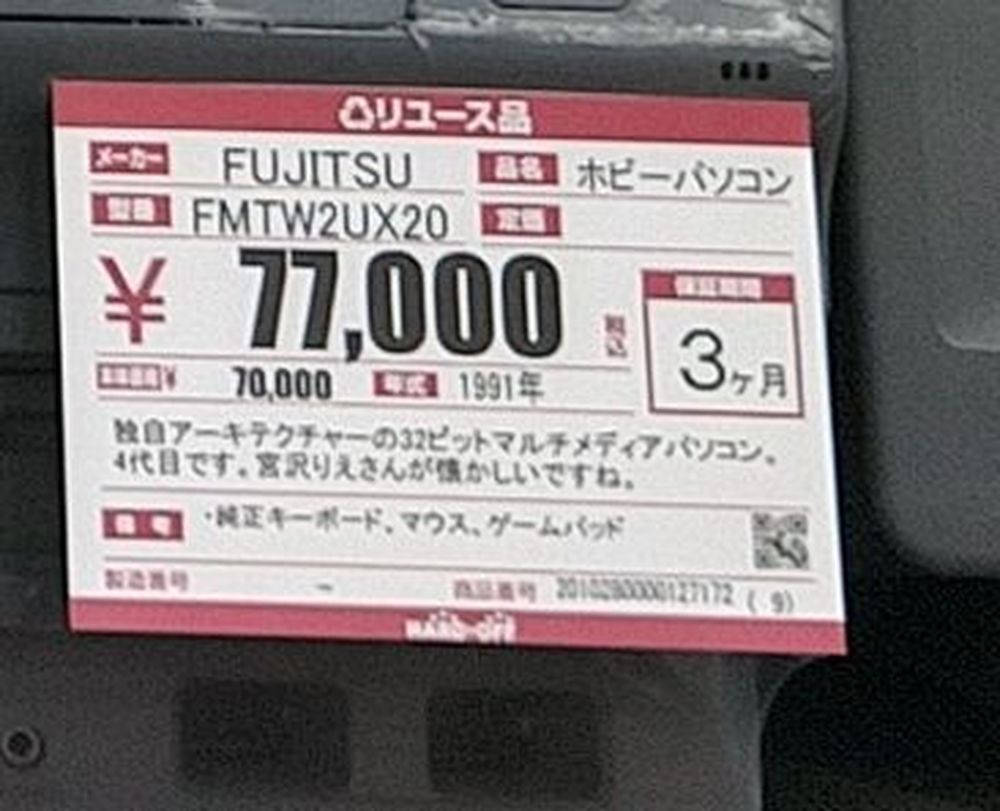 リユース品
メーカー FUJITSU 品名 ホビーパソコン
型番 FMTW2UX20 定価
¥77,000 税込
保証期間 3ヶ月
本体価格¥ 70,000 年式 1991年
独自アーキテクチャーの32ビットマルチメディアパソコン。
4代目です。宮沢りえさんが懐かしいですね。
備考 ・純正キーボード、マウス、ゲームパッド
製造番号 - 商品番号 2010280000127172 ( 9)
HARD・OFF